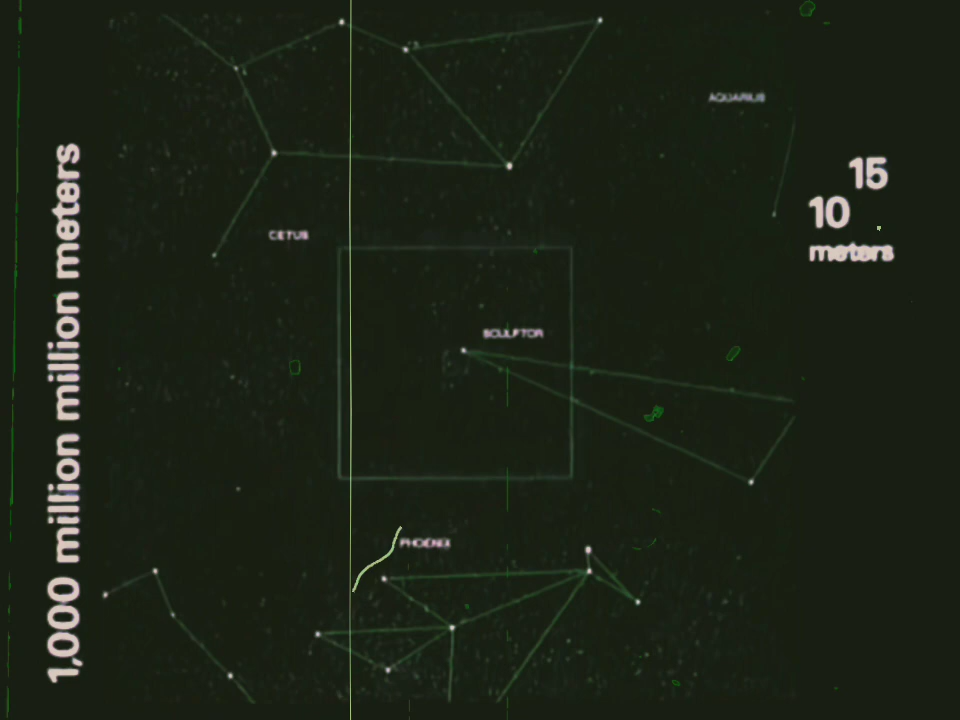 1,000 million million meters
AQUARIUS
15
10
meters
CETUS
SCULPTOR
PHOENIX